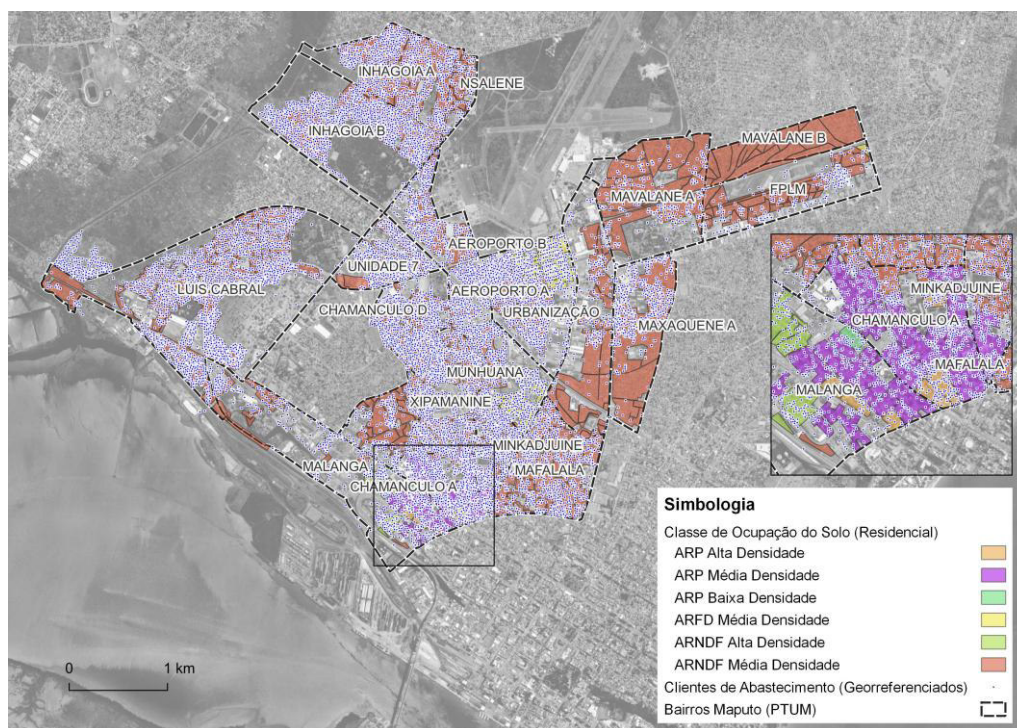 INHAGOIA A
NSALENE
INHAGOIA B
MAVALANE B
MAVALANE A
FPLM
AEROPORTO B
UNIDADE 7
LUIS CABRAL
CHAMANCULO D
AEROPORTO A
URBANIZAÇÃO
MAXAQUENE A
MUNHUANA
XIPAMANINE
MINKADJUINE
MALANGA
MAFALALA
CHAMANCULO A
MINKADJUINE
CHAMANCULO A
MAFALALA
MALANGA
0 1 km
Simbologia
Classe de Ocupação do Solo (Residencial)
ARP Alta Densidade
ARP Média Densidade
ARP Baixa Densidade
ARFD Média Densidade
ARNDF Alta Densidade
ARNDF Média Densidade
Clientes de Abastecimento (Georreferenciados)
Bairros Maputo (PTUM)